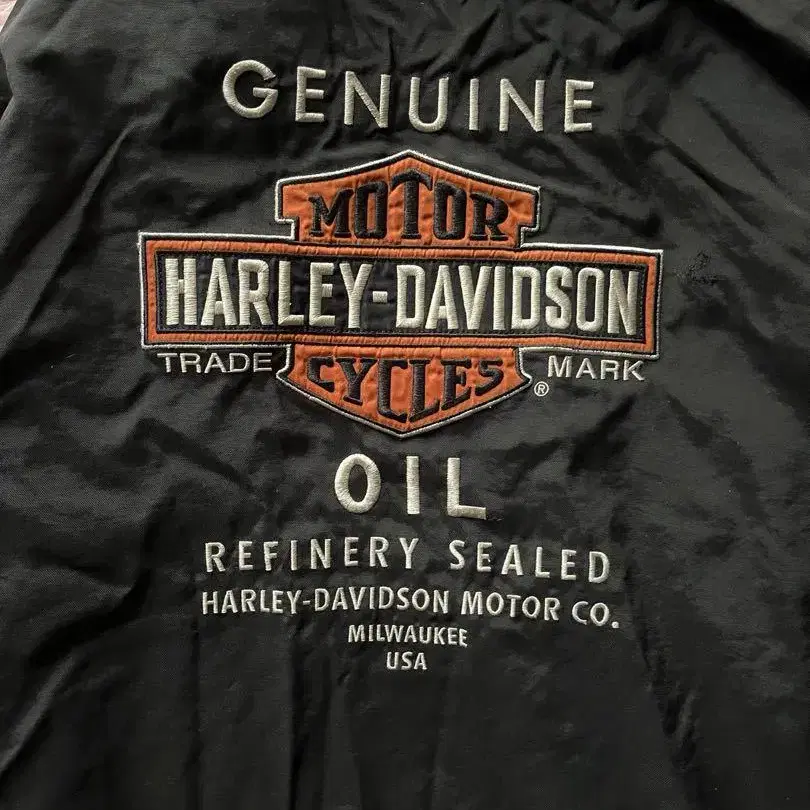 GENUINE
MOTOR
HARLEY-DAVIDSON
TRADE MARK
CYCLES ®
OIL
REFINERY SEALED
HARLEY-DAVIDSON MOTOR CO.
MILWAUKEE
USA